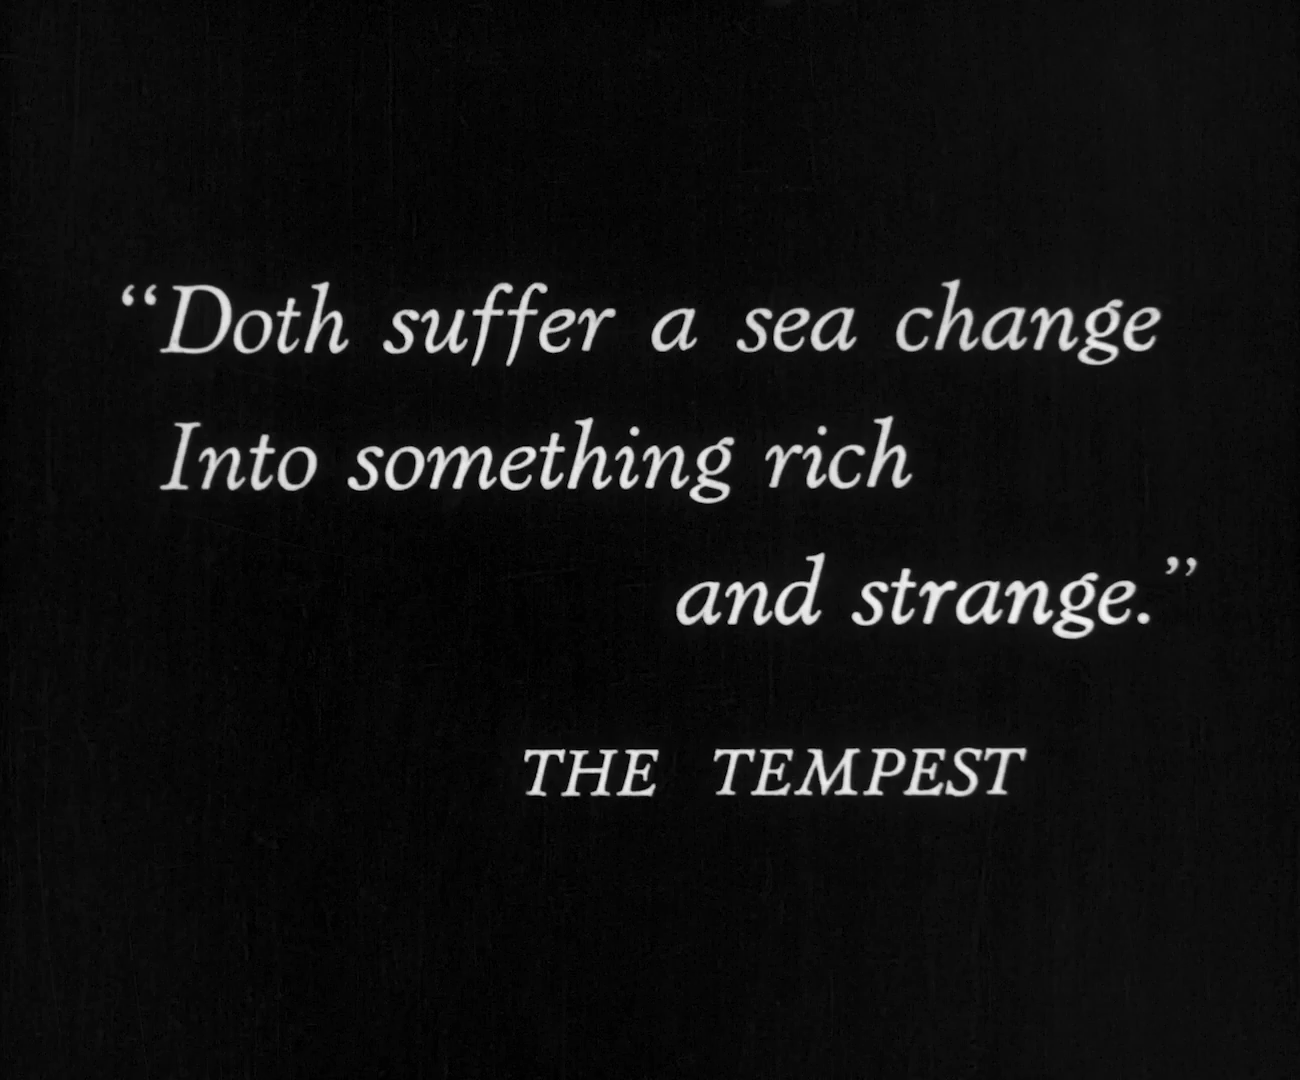 “Doth suffer a sea change
Into something rich
and strange.”
THE TEMPEST